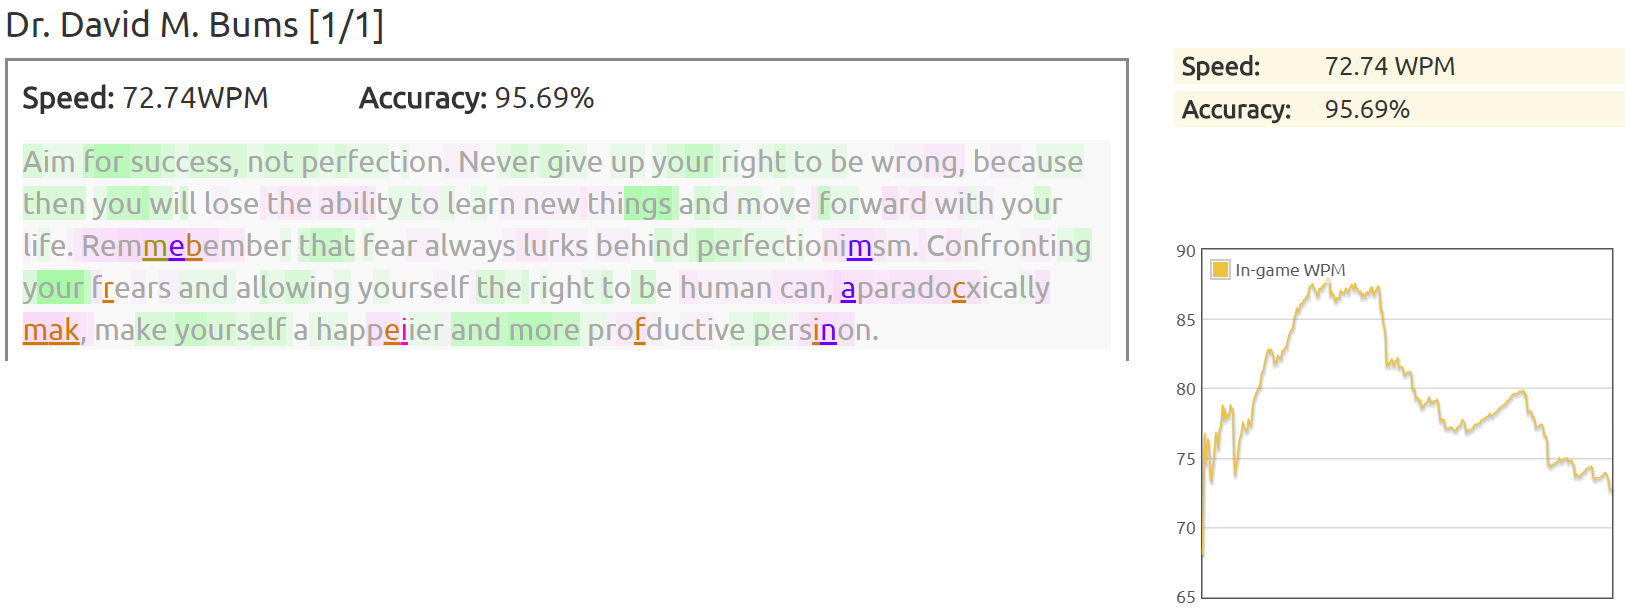 Dr. David M. Bums [1/1]
Speed: 72.74WPM Accuracy: 95.69%
Aim for success, not perfection. Never give up your right to be wrong, because
then you will lose the ability to learn new things and move forward with your
life. Remmebember that fear always lurks behind perfectionimsm. Confronting
your frears and allowing yourself the right to be human can, aparadocxically
mak, make yourself a happeiier and more profductive persinon.
Speed: 72.74 WPM
Accuracy: 95.69%
90
In-game WPM
85
80
75
70
65